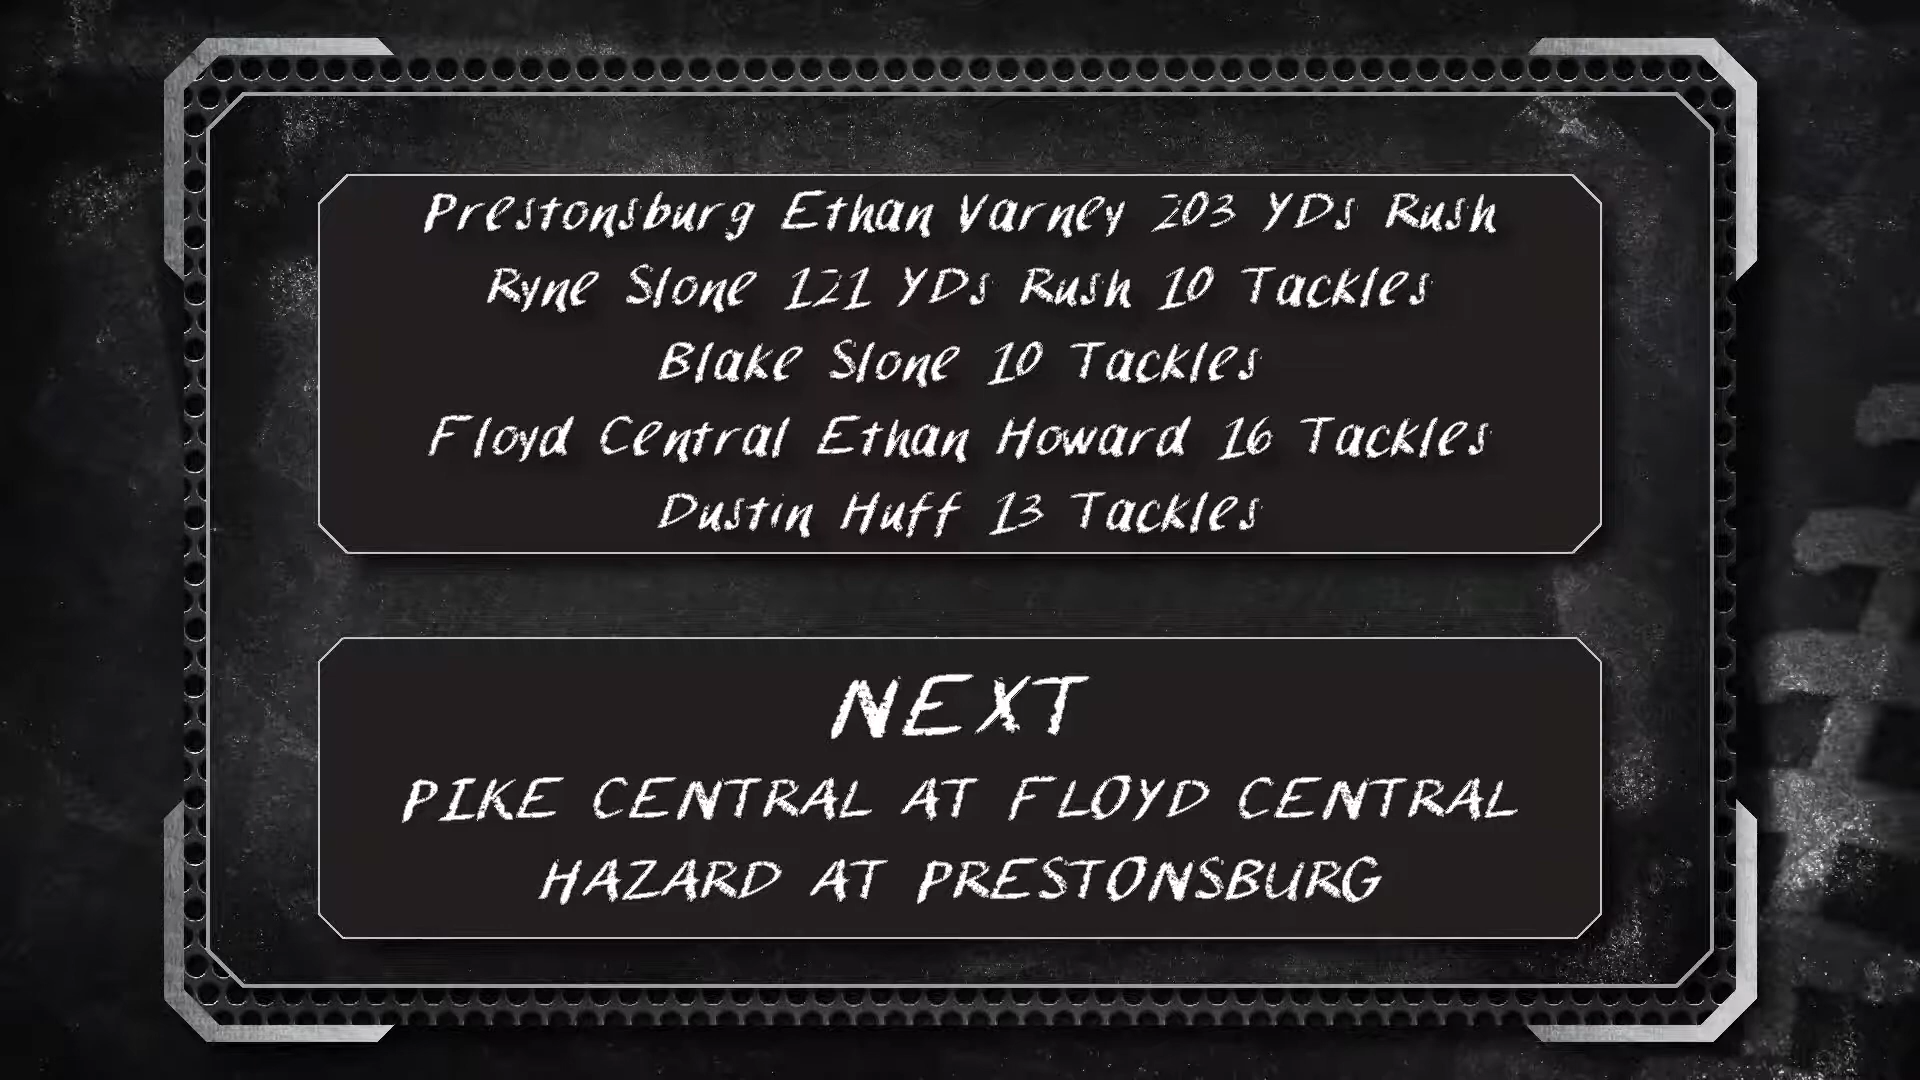 Prestonsburg Ethan Varney 203 YDs Rush
Ryne Slone 121 YDs Rush 10 Tackles
Blake Slone 10 Tackles
Floyd Central Ethan Howard 16 Tackles
Dustin Huff 13 Tackles
NEXT
PIKE CENTRAL AT FLOYD CENTRAL
HAZARD AT PRESTONSBURG